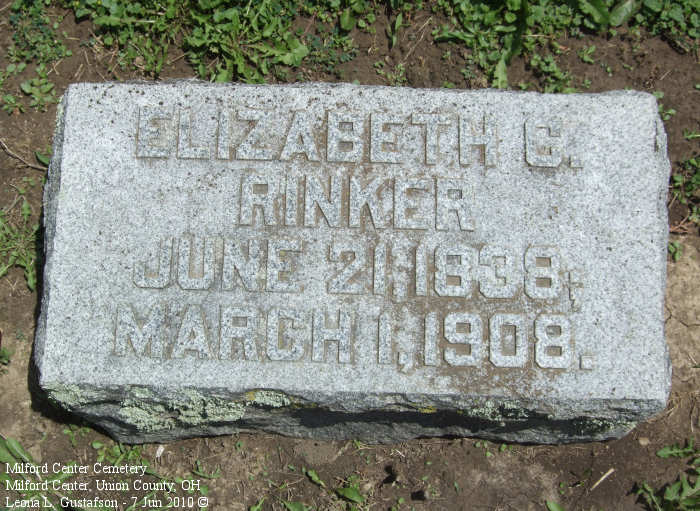 ELIZABETH C.
RINKER
JUNE 21, 1838,
MARCH 1, 1908.
Milford Center Cemetery
Milford Center, Union County, OH
Leona L. Gustafson - 7 Jun 2010 ©